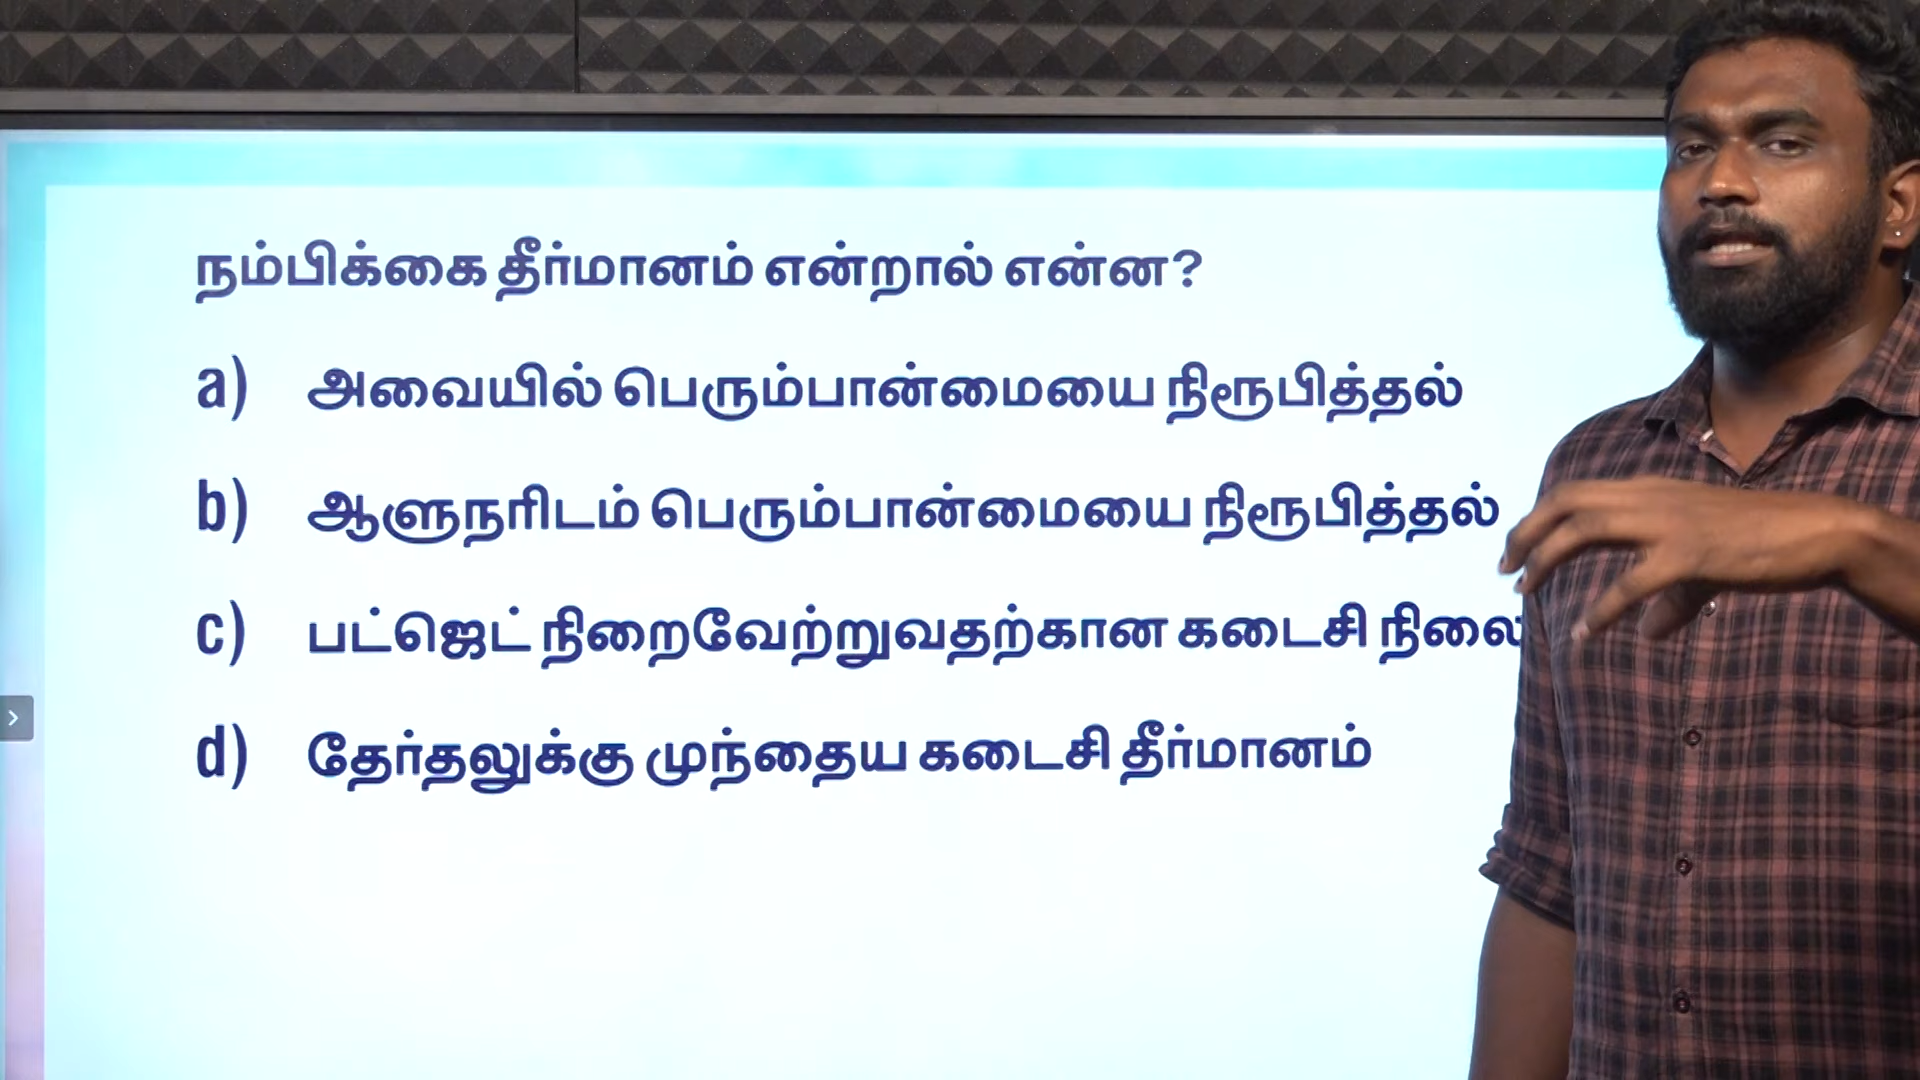 நம்பிக்கை தீர்மானம் என்றால் என்ன?
a) அவையில் பெரும்பான்மையை நிரூபித்தல்
b) ஆளுநரிடம் பெரும்பான்மையை நிரூபித்தல்
c) பட்ஜெட் நிறைவேற்றுவதற்கான கடைசி நிலை
d) தேர்தலுக்கு முந்தைய கடைசி தீர்மானம்